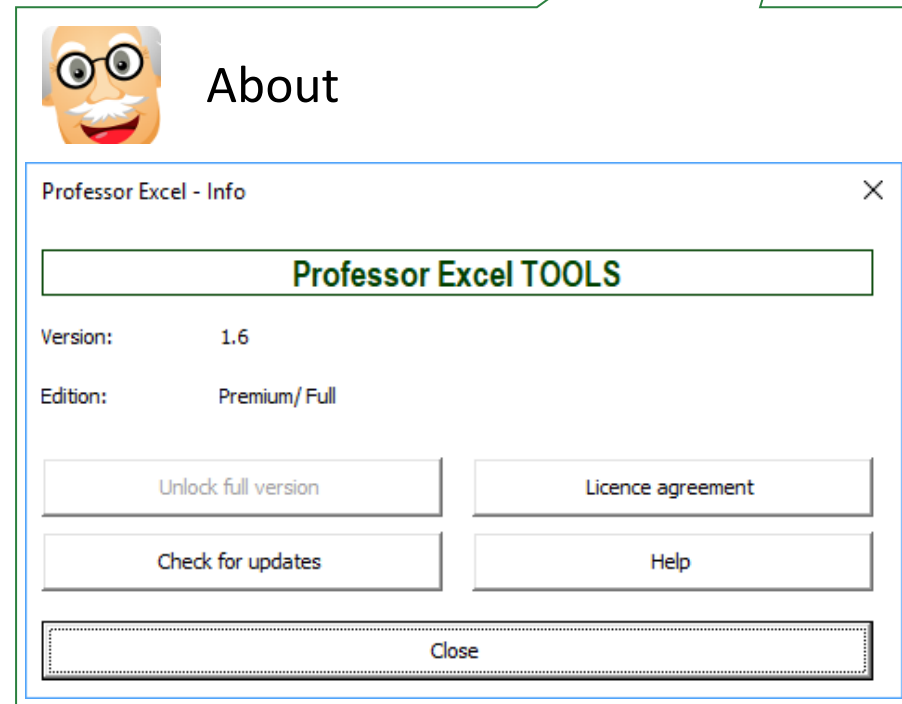 About
Professor Excel - Info
Professor Excel TOOLS
Version: 1.6
Edition: Premium/ Full
Unlock full version
Licence agreement
Check for updates
Help
Close